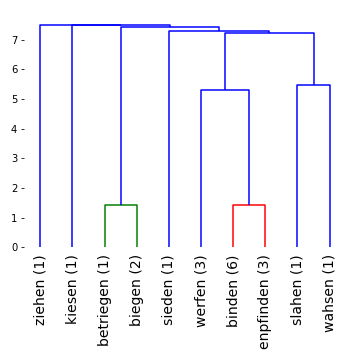 7
6
5
4
3
2
1
0
ziehen (1)
kiesen (1)
betriegen (1)
biegen (2)
sieden (1)
werfen (3)
binden (6)
enpfinden (3)
slahen (1)
wahsen (1)